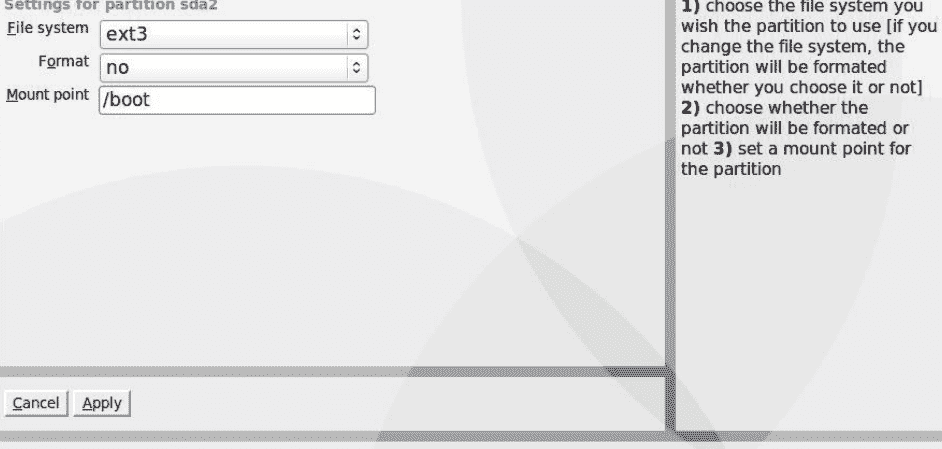 Settings for partition sda2
File system ext3
Format no
Mount point /boot
Cancel Apply
1) choose the file system you
wish the partition to use [if you
change the file system, the
partition will be formated
whether you choose it or not]
2) choose whether the
partition will be formated or
not 3) set a mount point for
the partition